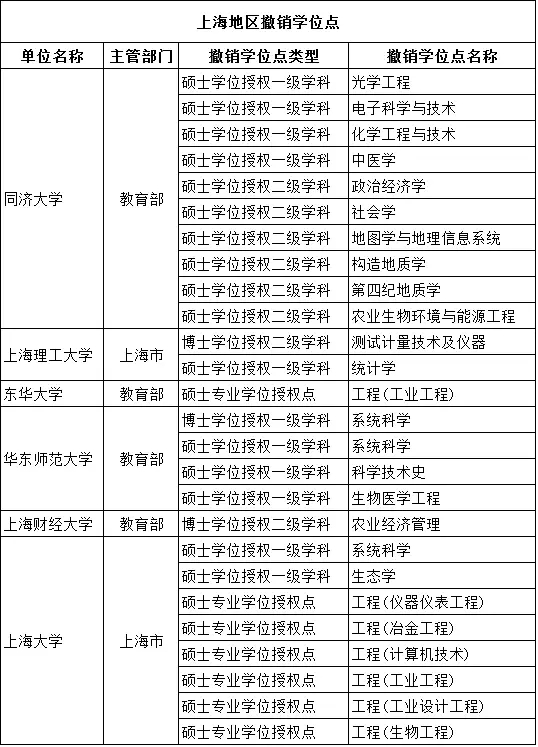 上海地区撤销学位点
单位名称 主管部门 撤销学位点类型 撤销学位点名称
同济大学 教育部 硕士学位授权一级学科 光学工程
硕士学位授权一级学科 电子科学与技术
硕士学位授权一级学科 化学工程与技术
硕士学位授权一级学科 中医学
硕士学位授权二级学科 政治经济学
硕士学位授权二级学科 社会学
硕士学位授权二级学科 地图学与地理信息系统
硕士学位授权二级学科 构造地质学
硕士学位授权二级学科 第四纪地质学
硕士学位授权二级学科 农业生物环境与能源工程
上海理工大学 上海市 博士学位授权二级学科 测试计量技术及仪器
硕士学位授权一级学科 统计学
东华大学 教育部 硕士专业学位授权点 工程(工业工程)
华东师范大学 教育部 博士学位授权一级学科 系统科学
硕士学位授权一级学科 系统科学
硕士学位授权一级学科 科学技术史
硕士学位授权一级学科 生物医学工程
上海财经大学 教育部 博士学位授权二级学科 农业经济管理
上海大学 上海市 硕士学位授权一级学科 系统科学
硕士学位授权一级学科 生态学
硕士专业学位授权点 工程(仪器仪表工程)
硕士专业学位授权点 工程(冶金工程)
硕士专业学位授权点 工程(计算机技术)
硕士专业学位授权点 工程(工业工程)
硕士专业学位授权点 工程(工业设计工程)
硕士专业学位授权点 工程(生物工程)